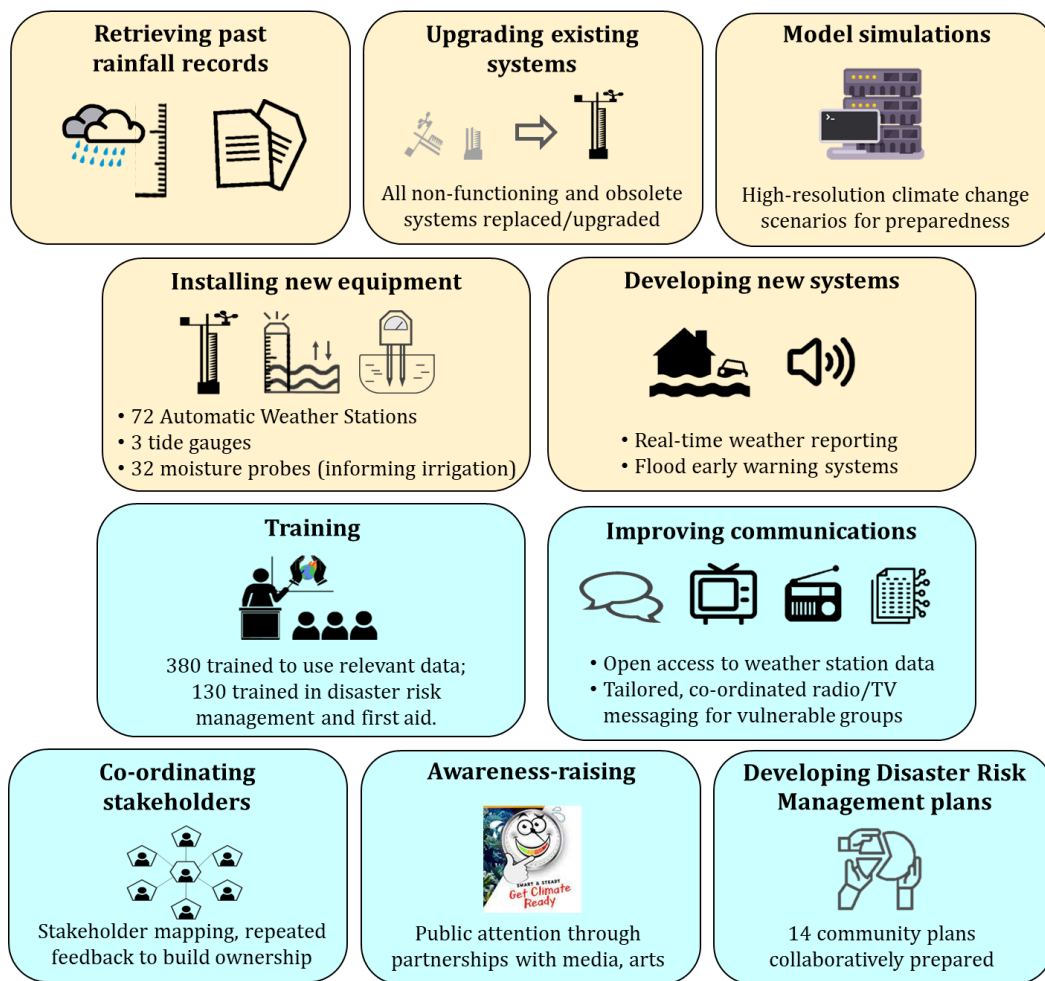 Retrieving past
rainfall records
Upgrading existing
systems
All non-functioning and obsolete
systems replaced/upgraded
Model simulations
High-resolution climate change
scenarios for preparedness
Installing new equipment
• 72 Automatic Weather Stations
• 3 tide gauges
• 32 moisture probes (informing irrigation)
Developing new systems
• Real-time weather reporting
• Flood early warning systems
Training
380 trained to use relevant data;
130 trained in disaster risk
management and first aid.
Improving communications
• Open access to weather station data
• Tailored, co-ordinated radio/TV
messaging for vulnerable groups
Co-ordinating
stakeholders
Stakeholder mapping, repeated
feedback to build ownership
Awareness-raising
SMART & STEADY
Get Climate
Ready
Public attention through
partnerships with media, arts
Developing Disaster Risk
Management plans
14 community plans
collaboratively prepared